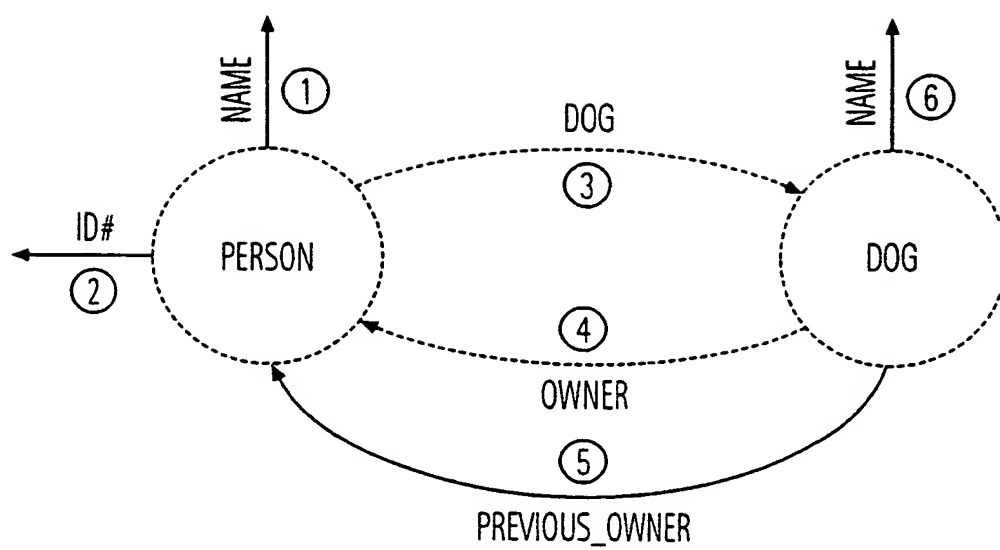 NAME
1
NAME
6
DOG
3
ID#
2
PERSON
DOG
4
OWNER
5
PREVIOUS_OWNER